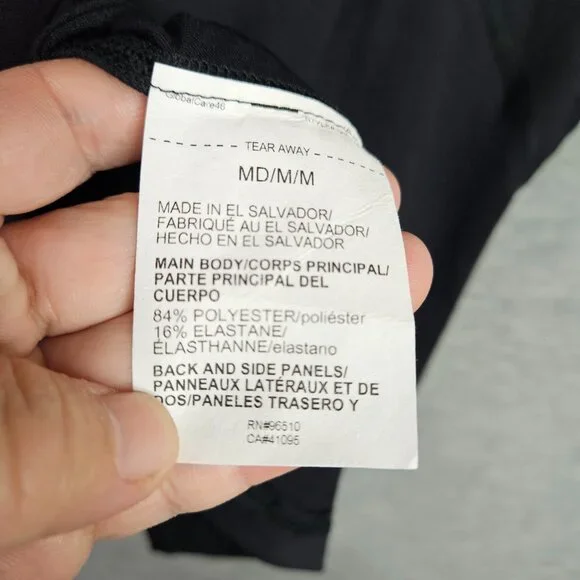 GlobalCare46
TEAR AWAY
MD/M/M
MADE IN EL SALVADOR/
FABRIQUÉ AU EL SALVADOR/
HECHO EN EL SALVADOR
MAIN BODY/CORPS PRINCIPAL/
PARTE PRINCIPAL DEL
CUERPO
84% POLYESTER/poliéster
16% ELASTANE/
ÉLASTHANNE/elastano
BACK AND SIDE PANELS/
PANNEAUX LATÉRAUX ET DE
DOS/PANELES TRASERO Y
RN#96510
CA#41095